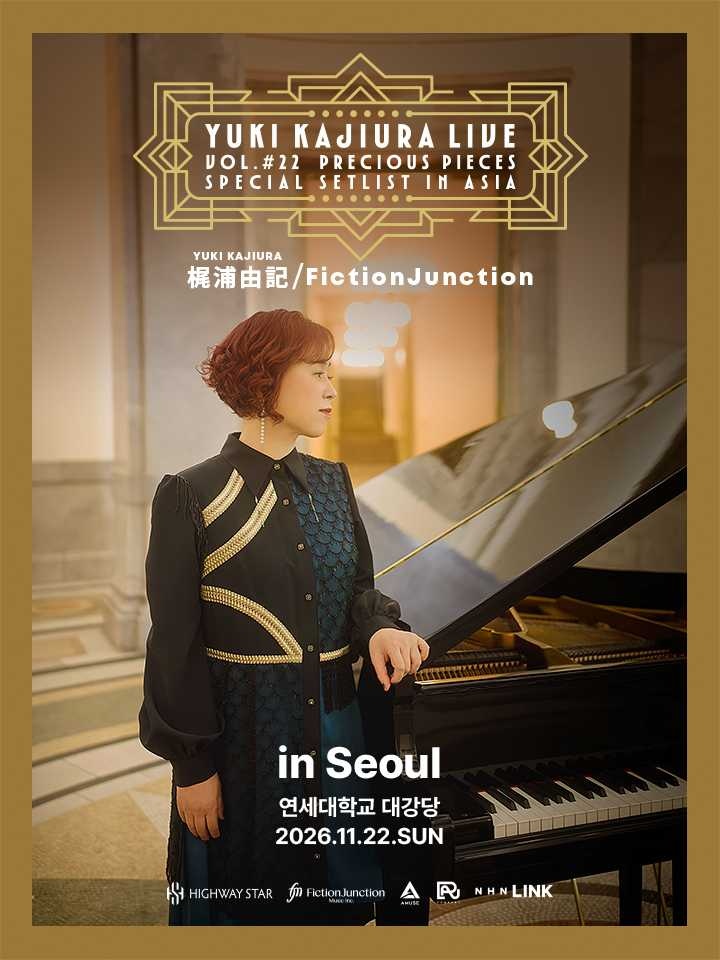 YUKI KAJIURA LIVE
VOL.#22 PRECIOUS PIECES
SPECIAL SETLIST IN ASIA
YUKI KAJIURA
梶浦由記/FictionJunction
in Seoul
연세대학교 대강당
2026.11.22.SUN
HIGHWAY STAR
FictionJunction
Music Inc.
AMUSE
NHN LINK